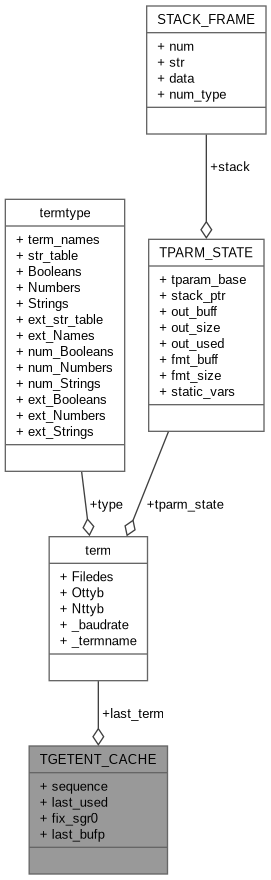 STACK_FRAME
+ num
+ str
+ data
+ num_type
+stack
termtype
+ term_names
+ str_table
+ Booleans
+ Numbers
+ Strings
+ ext_str_table
+ ext_Names
+ num_Booleans
+ num_Numbers
+ num_Strings
+ ext_Booleans
+ ext_Numbers
+ ext_Strings
TPARM_STATE
+ tparam_base
+ stack_ptr
+ out_buff
+ out_size
+ out_used
+ fmt_buff
+ fmt_size
+ static_vars
+type
+tparm_state
term
+ Filedes
+ Ottyb
+ Nttyb
+ _baudrate
+ _termname
+last_term
TGETENT_CACHE
+ sequence
+ last_used
+ fix_sgr0
+ last_bufp